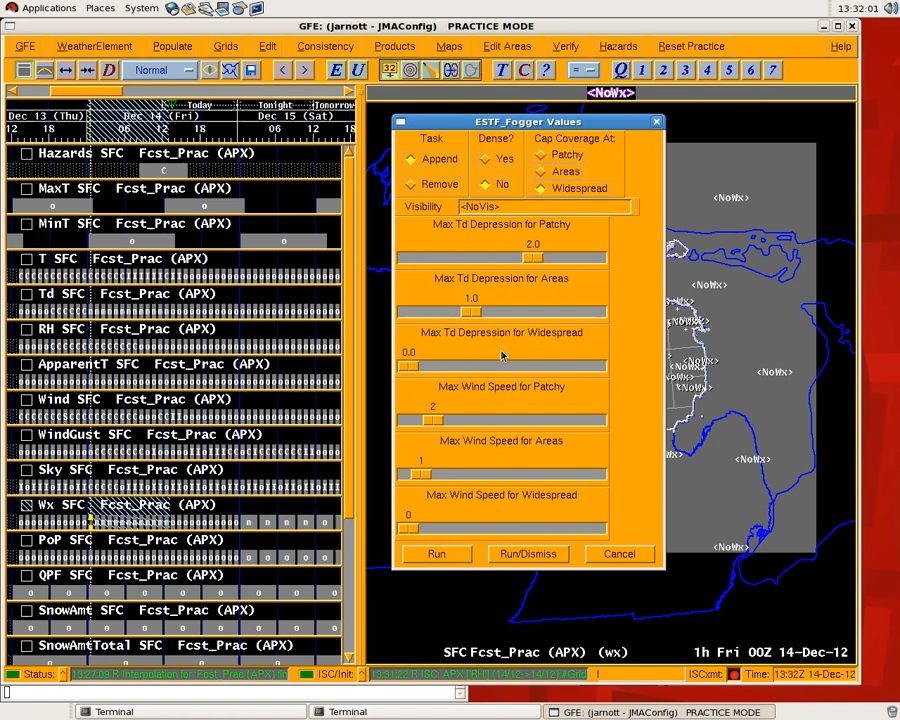 Applications Places System 13:32:01
GFE: (jarnott - JMAConfig) PRACTICE MODE
GFE WeatherElement Populate Grids Edit Consistency Products Maps Edit Areas Verify Hazards Reset Practice Help
D Normal < > E U 32 T C ? = Q 1 2 3 4 5 6 7
<NoWx>
Today Tonight Tomorrow
Dec 13 (Thu) Dec 14 (Fri) Dec 15 (Sat)
12 18 06 12 18 06 12 18
Hazards SFC Fcst_Prac (APX)
C
MaxT SFC Fcst_Prac (APX)
MinT SFC Fcst_Prac (APX)
T SFC Fcst_Prac (APX)
Td SFC Fcst_Prac (APX)
RH SFC Fcst_Prac (APX)
ApparentT SFC Fcst_Prac (APX)
Wind SFC Fcst_Prac (APX)
WindGust SFC Fcst_Prac (APX)
Sky SFC Fcst_Prac (APX)
Wx SFC Fcst_Prac (APX)
PoP SFC Fcst_Prac (APX)
QPF SFC Fcst_Prac (APX)
SnowAmt SFC Fcst_Prac (APX)
SnowAmtTotal SFC Fcst_Prac (APX)
ESTF_Fogger Values
Task Dense? Cap Coverage At:
Append Yes Patchy
Areas
Remove No Widespread
Visibility <NoVis>
Max Td Depression for Patchy
2.0
Max Td Depression for Areas
1.0
Max Td Depression for Widespread
0.0
Max Wind Speed for Patchy
2
Max Wind Speed for Areas
1
Max Wind Speed for Widespread
0
Run Run/Dismiss Cancel
<NoWx>
<NoWx>
<NoWx>
<NoWx>
<NoWx>
<NoWx>
<NoWx>
SFC Fcst_Prac (APX) (wx) 1h Fri 00Z 14-Dec-12
Status: ISC/Init: ISCxmt: Time: 13:32Z 14-Dec-12
Terminal Terminal GFE: (jarnott - JMAConfig) PRACTICE MODE